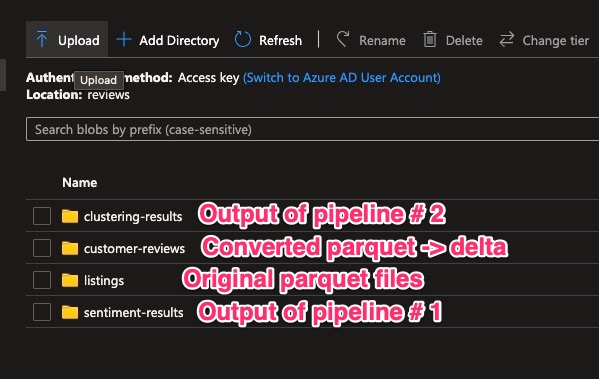 Upload
Add Directory
Refresh
Rename
Delete
Change tier
Authent
Upload
method: Access key (Switch to Azure AD User Account)
Location: reviews
Search blobs by prefix (case-sensitive)
Name
clustering-results Output of pipeline # 2
customer-reviews Converted parquet -> delta
listings Original parquet files
sentiment-results Output of pipeline # 1